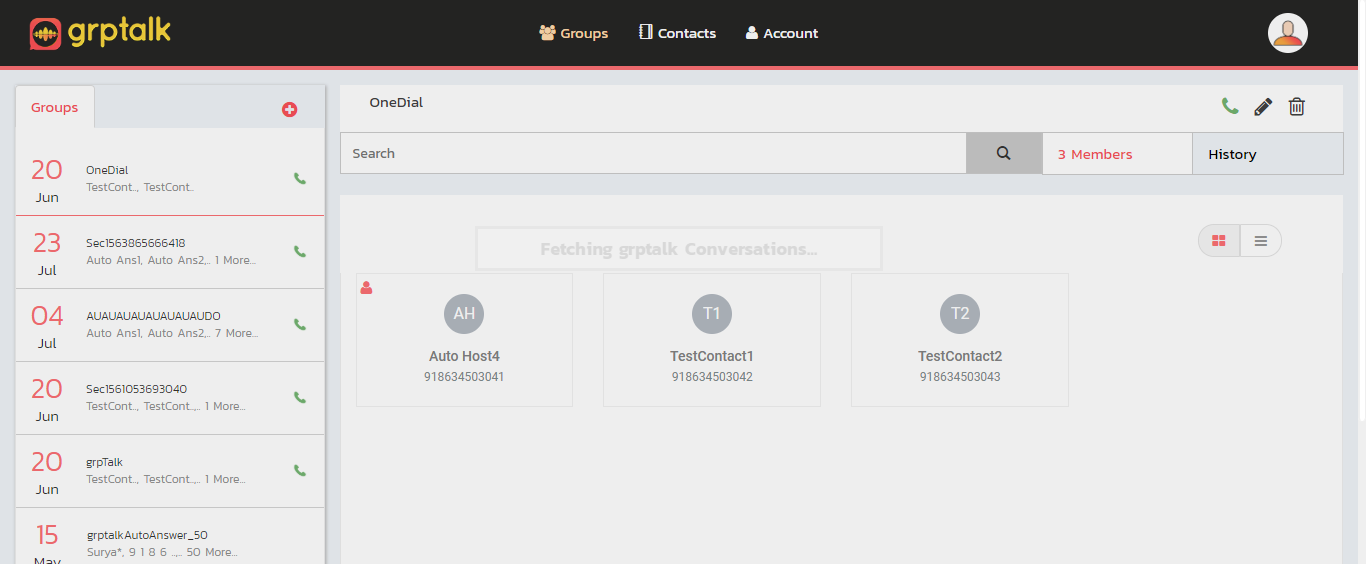 grptalk
Groups
Contacts
Account
Groups
20
Jun
OneDial
TestCont.., TestCont..
23
Jul
Sec1563865666418
Auto Ans1, Auto Ans2,.. 1 More...
04
Jul
AUAUAUAUAUAUAUAUDO
Auto Ans1, Auto Ans2,.. 7 More...
20
Jun
Sec1561053693040
TestCont.., TestCont..,.. 1 More...
20
Jun
grpTalk
TestCont.., TestCont..,.. 1 More...
15
May
grptalkAutoAnswer_50
Surya*, 9 1 8 6 ..,.. 50 More...
OneDial
Search
3 Members
History
Fetching grptalk Conversations...
AH
Auto Host4
918634503041
T1
TestContact1
918634503042
T2
TestContact2
918634503043